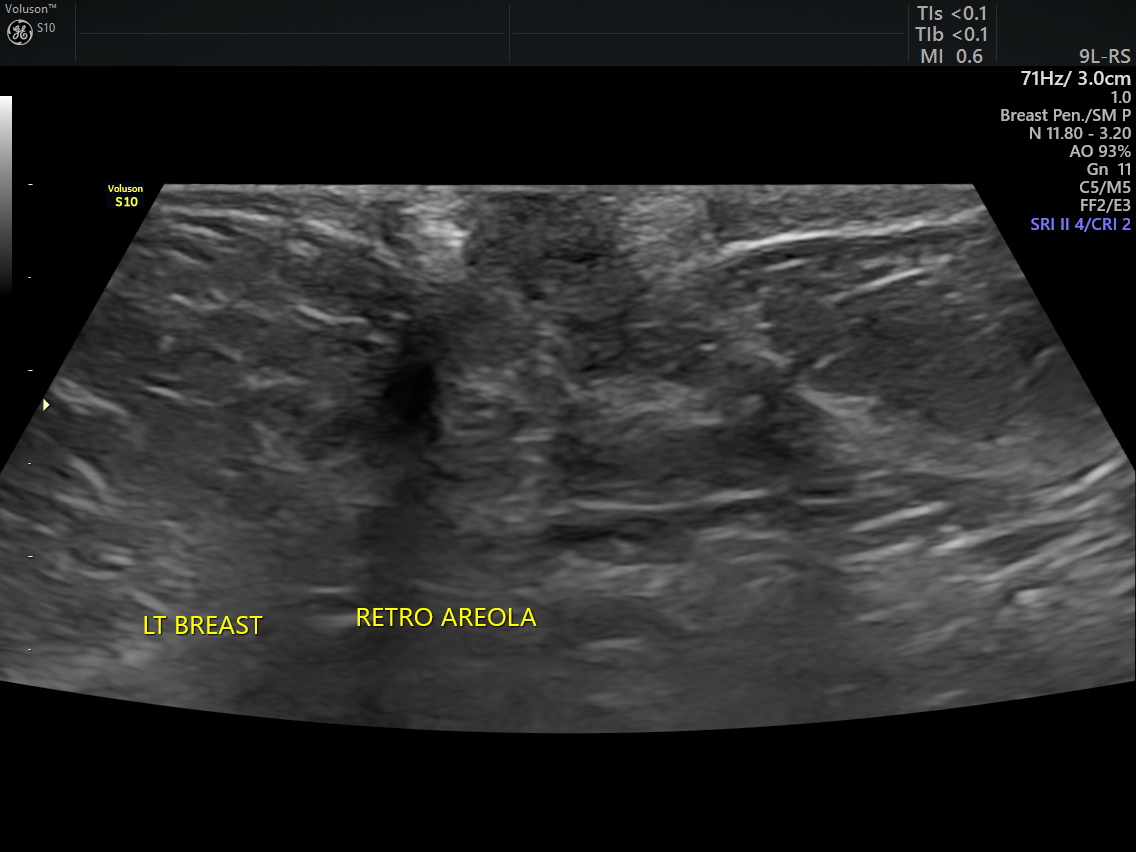 Voluson™
S10
TIs <0.1
TIb <0.1
MI 0.6
9L-RS
71Hz/ 3.0cm
1.0
Breast Pen./SM P
N 11.80 - 3.20
AO 93%
Gn 11
C5/M5
FF2/E3
SRI II 4/CRI 2
Voluson
S10
LT BREAST
RETRO AREOLA